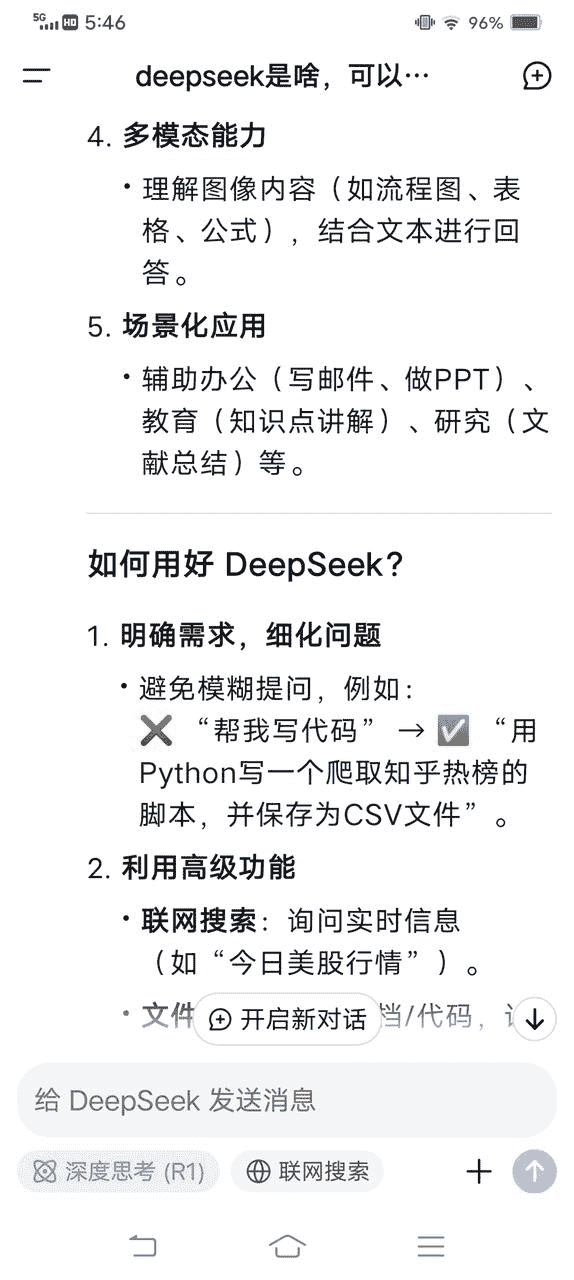 5G HD 5:46 96%
deepseek是啥，可以…
4. 多模态能力
• 理解图像内容（如流程图、表
格、公式），结合文本进行回
答。
5. 场景化应用
• 辅助办公（写邮件、做PPT）、
教育（知识点讲解）、研究（文
献总结）等。
如何用好 DeepSeek？
1. 明确需求，细化问题
• 避免模糊提问，例如：
❌ “帮我写代码” → ☑ “用
Python写一个爬取知乎热榜的
脚本，并保存为CSV文件”。
2. 利用高级功能
• 联网搜索：询问实时信息
（如“今日美股行情”）。
• 文件 开启新对话 档/代码，
给 DeepSeek 发送消息
深度思考 (R1) 联网搜索